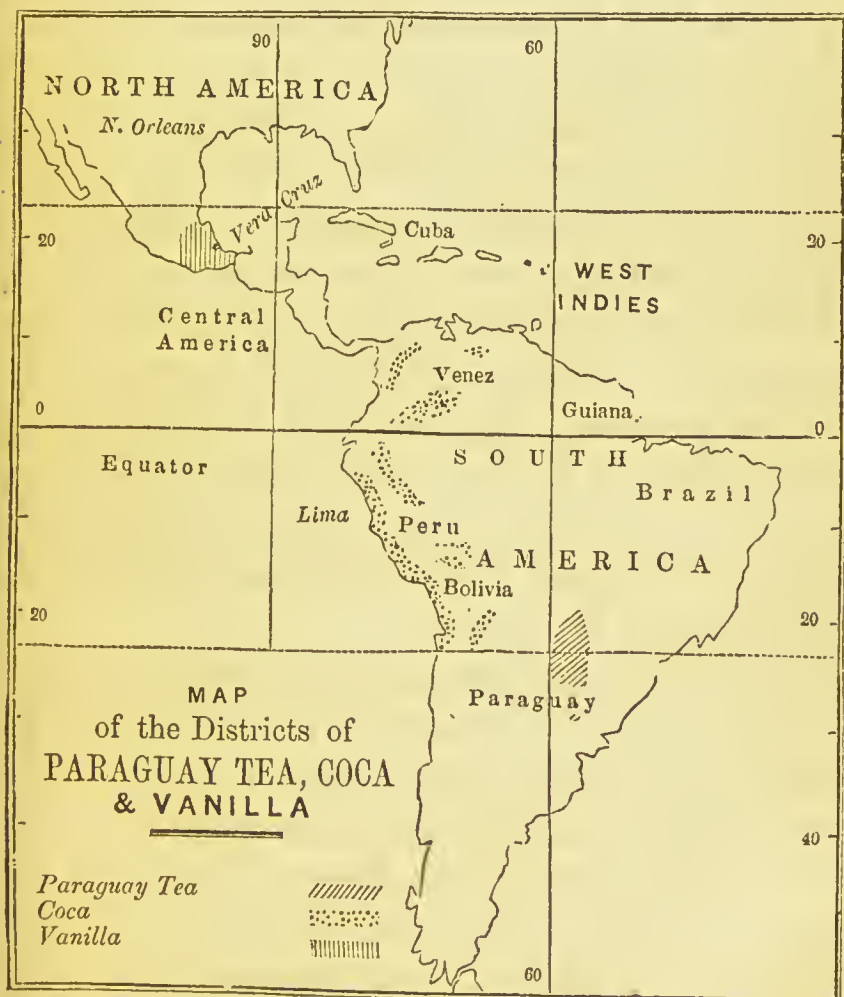 90
60
NORTH AMERICA
N. Orleans
Vera Cruz
20
Cuba
20
WEST
INDIES
Central
America
Venez
0
Guiana
0
Equator
SOUTH
Brazil
Lima
Peru
AMERICA
Bolivia
20
20
MAP
of the Districts of
PARAGUAY TEA, COCA
& VANILLA
Paraguay
40
Paraguay Tea
Coca
Vanilla
60